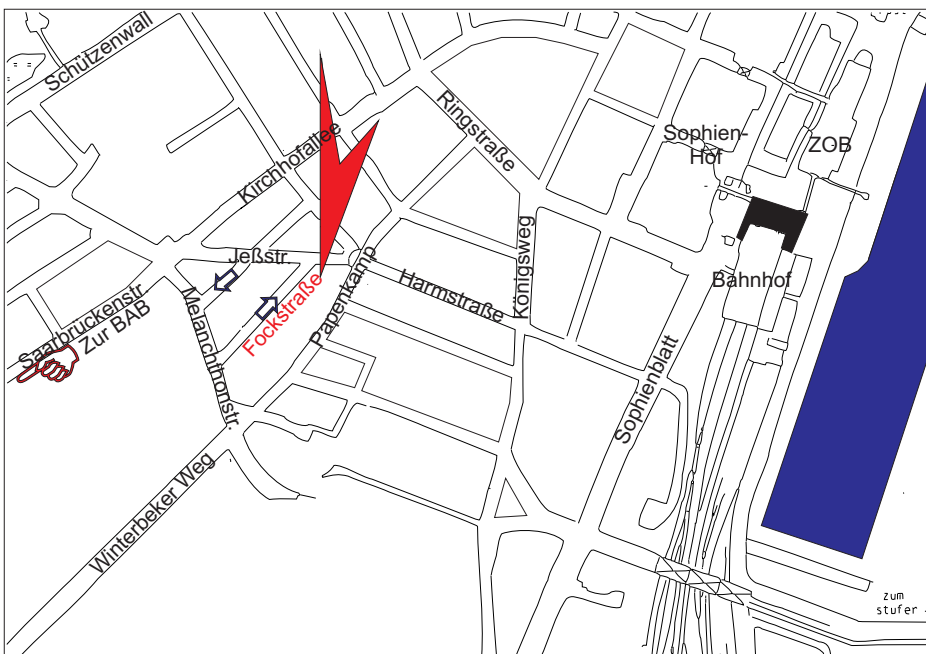 Schützenwall
Ringstraße
Sophien-
Hof
ZOB
Kirchhofallee
Jeßstr.
Bahnhof
Königsweg
Harmstraße
Papenkamp
Fockstraße
Melanchthonstr.
Saarbrückenstr.
Zur BAB
Sophienblatt
Winterbeker Weg
zum
stufer